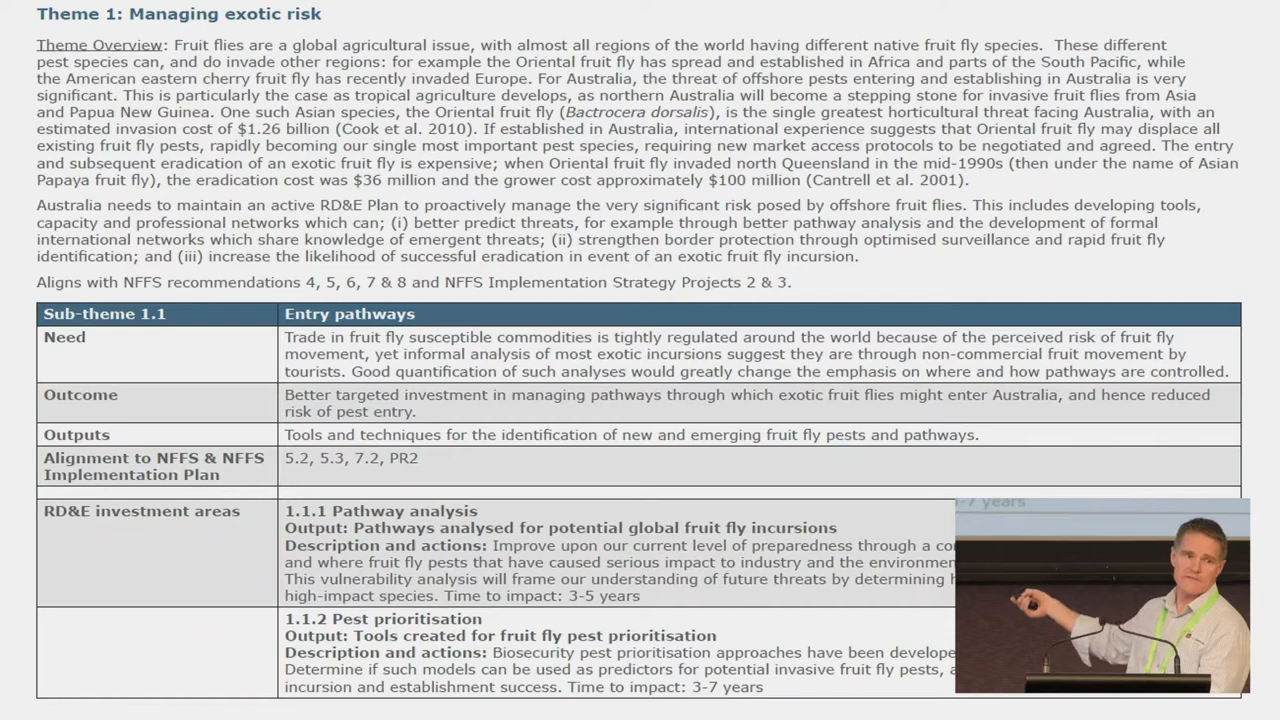 Theme 1: Managing exotic risk
Theme Overview: Fruit flies are a global agricultural issue, with almost all regions of the world having different native fruit fly species. These different
pest species can, and do invade other regions: for example the Oriental fruit fly has spread and established in Africa and parts of the South Pacific, while
the American eastern cherry fruit fly has recently invaded Europe. For Australia, the threat of offshore pests entering and establishing in Australia is very
significant. This is particularly the case as tropical agriculture develops, as northern Australia will become a stepping stone for invasive fruit flies from Asia
and Papua New Guinea. One such Asian species, the Oriental fruit fly (Bactrocera dorsalis), is the single greatest horticultural threat facing Australia, with an
estimated invasion cost of $1.26 billion (Cook et al. 2010). If established in Australia, international experience suggests that Oriental fruit fly may displace all
existing fruit fly pests, rapidly becoming our single most important pest species, requiring new market access protocols to be negotiated and agreed. The entry
and subsequent eradication of an exotic fruit fly is expensive; when Oriental fruit fly invaded north Queensland in the mid-1990s (then under the name of Asian
Papaya fruit fly), the eradication cost was $36 million and the grower cost approximately $100 million (Cantrell et al. 2001).
Australia needs to maintain an active RD&E Plan to proactively manage the very significant risk posed by offshore fruit flies. This includes developing tools,
capacity and professional networks which can; (i) better predict threats, for example through better pathway analysis and the development of formal
international networks which share knowledge of emergent threats; (ii) strengthen border protection through optimised surveillance and rapid fruit fly
identification; and (iii) increase the likelihood of successful eradication in event of an exotic fruit fly incursion.
Aligns with NFFS recommendations 4, 5, 6, 7 & 8 and NFFS Implementation Strategy Projects 2 & 3.
Sub-theme 1.1 Entry pathways
Need Trade in fruit fly susceptible commodities is tightly regulated around the world because of the perceived risk of fruit fly
movement, yet informal analysis of most exotic incursions suggest they are through non-commercial fruit movement by
tourists. Good quantification of such analyses would greatly change the emphasis on where and how pathways are controlled.
Outcome Better targeted investment in managing pathways through which exotic fruit flies might enter Australia, and hence reduced
risk of pest entry.
Outputs Tools and techniques for the identification of new and emerging fruit fly pests and pathways.
Alignment to NFFS & NFFS 5.2, 5.3, 7.2, PR2
Implementation Plan
RD&E investment areas 1.1.1 Pathway analysis
Output: Pathways analysed for potential global fruit fly incursions
Description and actions: Improve upon our current level of preparedness through a
and where fruit fly pests that have caused serious impact to industry and the
This vulnerability analysis will frame our understanding of future threats by determining
high-impact species. Time to impact: 3-5 years
1.1.2 Pest prioritisation
Output: Tools created for fruit fly pest prioritisation
Description and actions: Biosecurity pest prioritisation approaches have been
Determine if such models can be used as predictors for potential invasive fruit fly pests,
incursion and establishment success. Time to impact: 3-7 years
-7 years